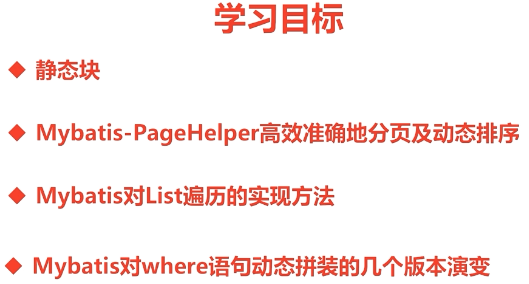 学习目标
◆ 静态块
◆ Mybatis-PageHelper高效准确地分页及动态排序
◆ Mybatis对List遍历的实现方法
◆ Mybatis对where语句动态拼装的几个版本演变